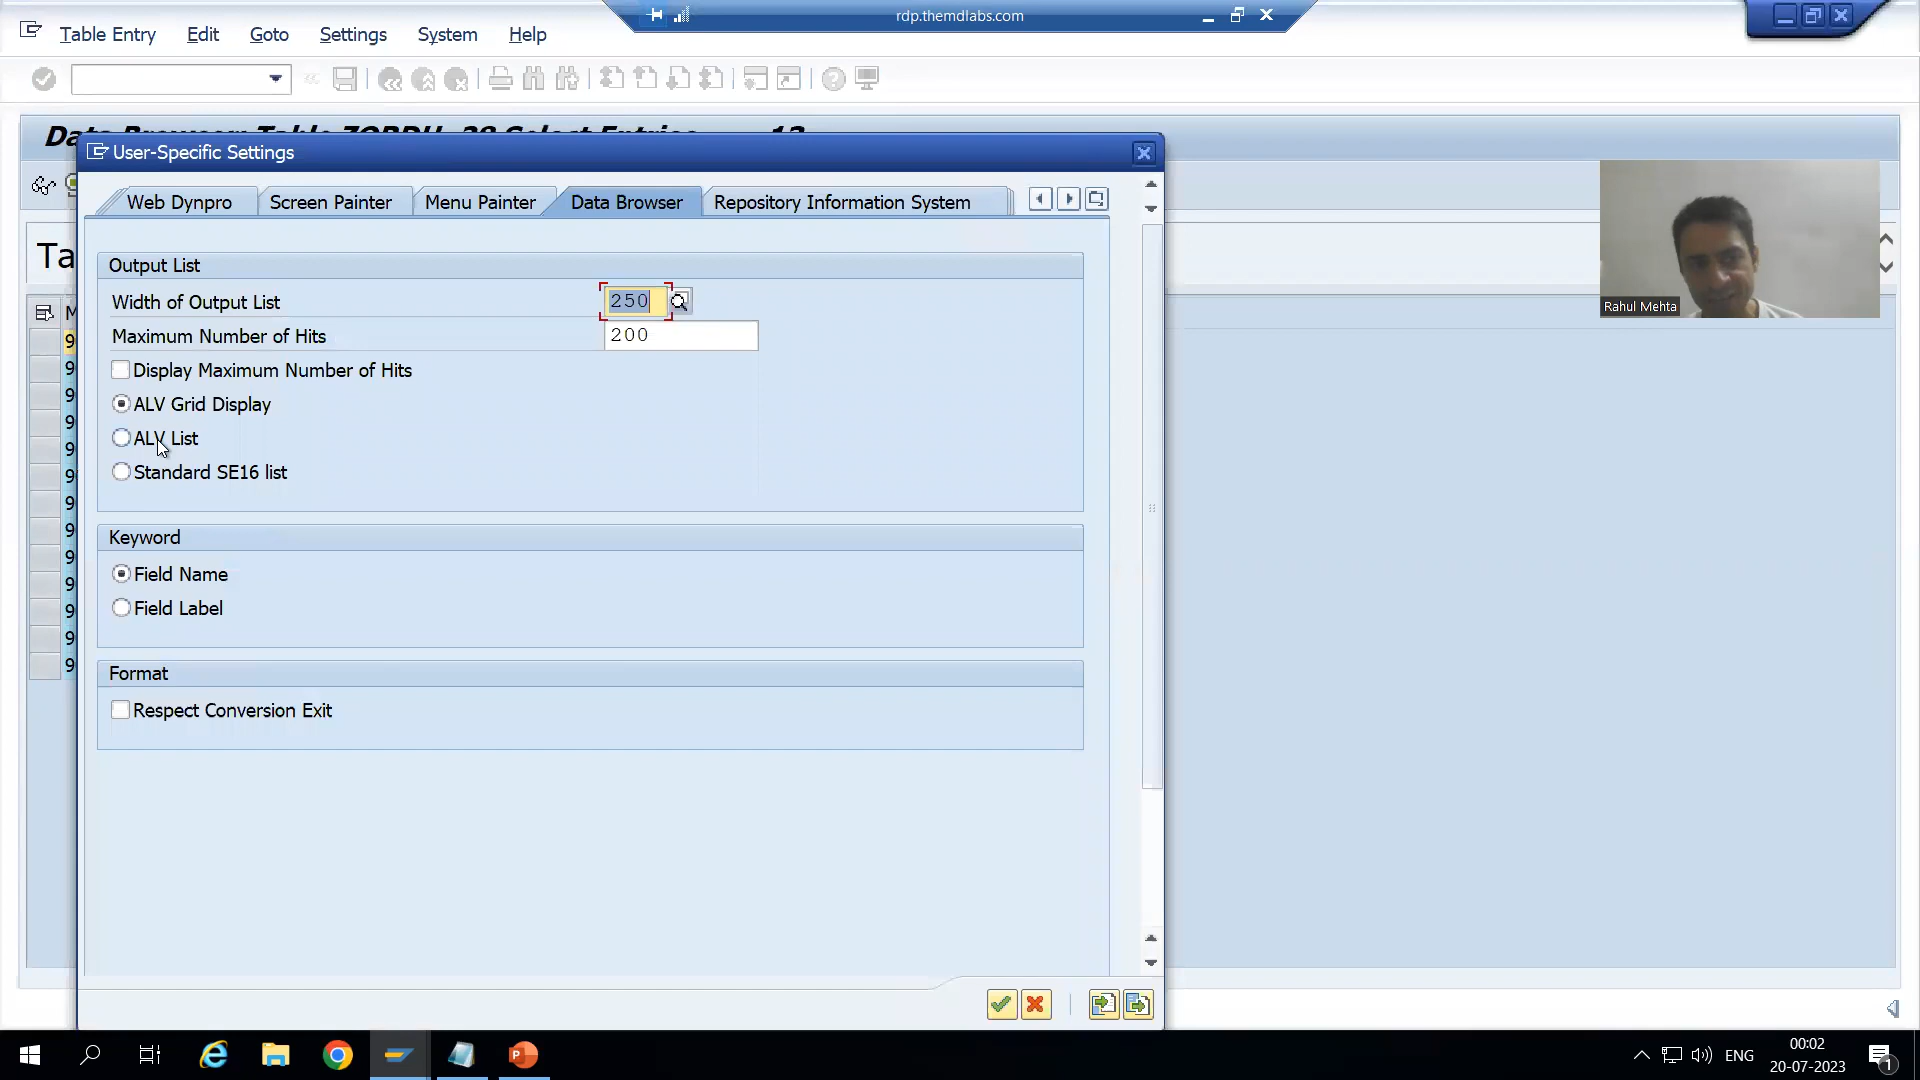 rdp.themdlabs.com
Table Entry Edit Goto Settings System Help
User-Specific Settings
Web Dynpro Screen Painter Menu Painter Data Browser Repository Information System
Output List
Width of Output List 250
Maximum Number of Hits 200
Display Maximum Number of Hits
ALV Grid Display
ALV List
Standard SE16 list
Keyword
Field Name
Field Label
Format
Respect Conversion Exit
Rahul Mehta
ENG
00:02
20-07-2023
1